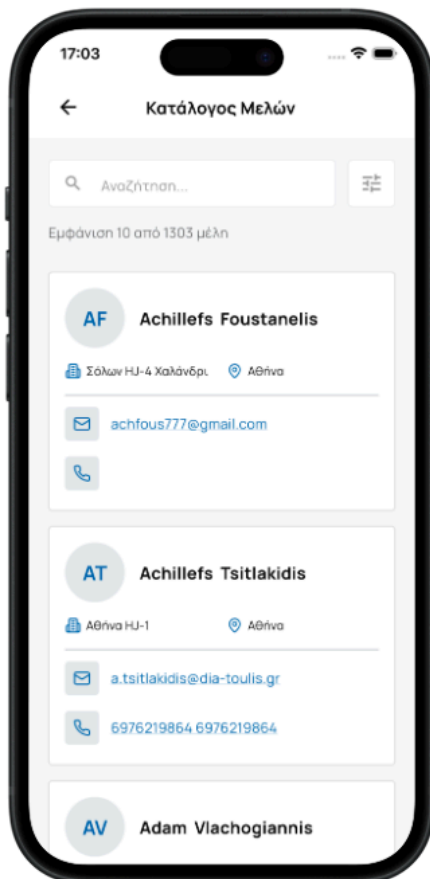 17:03
Κατάλογος Μελών
Αναζήτηση...
Εμφάνιση 10 από 1303 μέλη
AF Achillefs Foustanelis
Σόλων HJ-4 Χαλάνδρι. Αθήνα
achfous777@gmail.com
AT Achillefs Tsitlakidis
Αθήνα HJ-1 Αθήνα
a.tsitlakidis@dia-toulis.gr
6976219864 6976219864
AV Adam Vlachogiannis